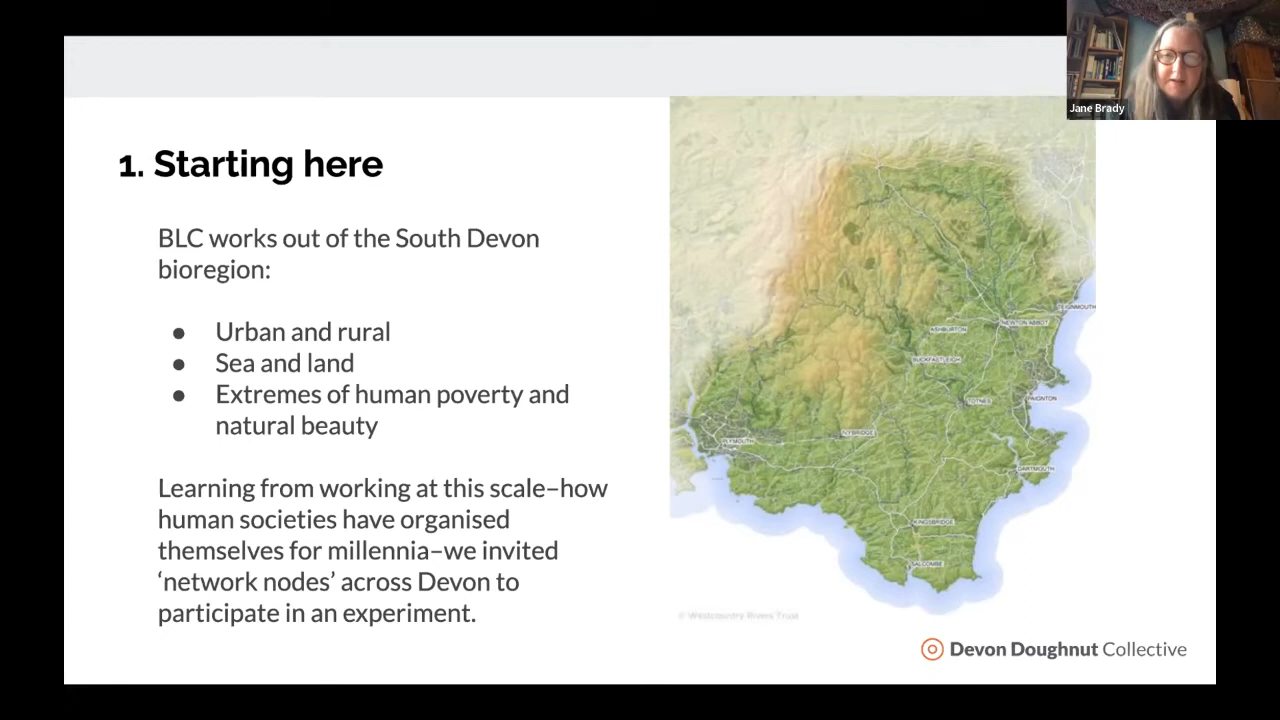 Jane Brady
1. Starting here
BLC works out of the South Devon
bioregion:
● Urban and rural
● Sea and land
● Extremes of human poverty and
natural beauty
Learning from working at this scale–how
human societies have organised
themselves for millennia–we invited
‘network nodes’ across Devon to
participate in an experiment.
TEIGNMOUTH
NEWTON ABBOT
ASHBURTON
BUCKFASTLEIGH
PAIGNTON
TOTNES
IVYBRIDGE
PLYMOUTH
DARTMOUTH
KINGSBRIDGE
SALCOMBE
© Westcountry Rivers Trust
Devon Doughnut Collective